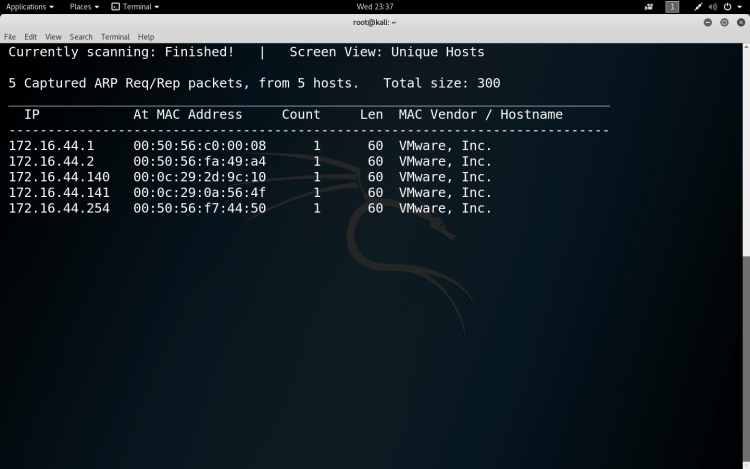 Applications Places Terminal Wed 23:37 1
root@kali: ~
File Edit View Search Terminal Help
Currently scanning: Finished! | Screen View: Unique Hosts
5 Captured ARP Req/Rep packets, from 5 hosts. Total size: 300
_____________________________________________________________________________
IP At MAC Address Count Len MAC Vendor / Hostname
-----------------------------------------------------------------------------
172.16.44.1 00:50:56:c0:00:08 1 60 VMware, Inc.
172.16.44.2 00:50:56:fa:49:a4 1 60 VMware, Inc.
172.16.44.140 00:0c:29:2d:9c:10 1 60 VMware, Inc.
172.16.44.141 00:0c:29:0a:56:4f 1 60 VMware, Inc.
172.16.44.254 00:50:56:f7:44:50 1 60 VMware, Inc.